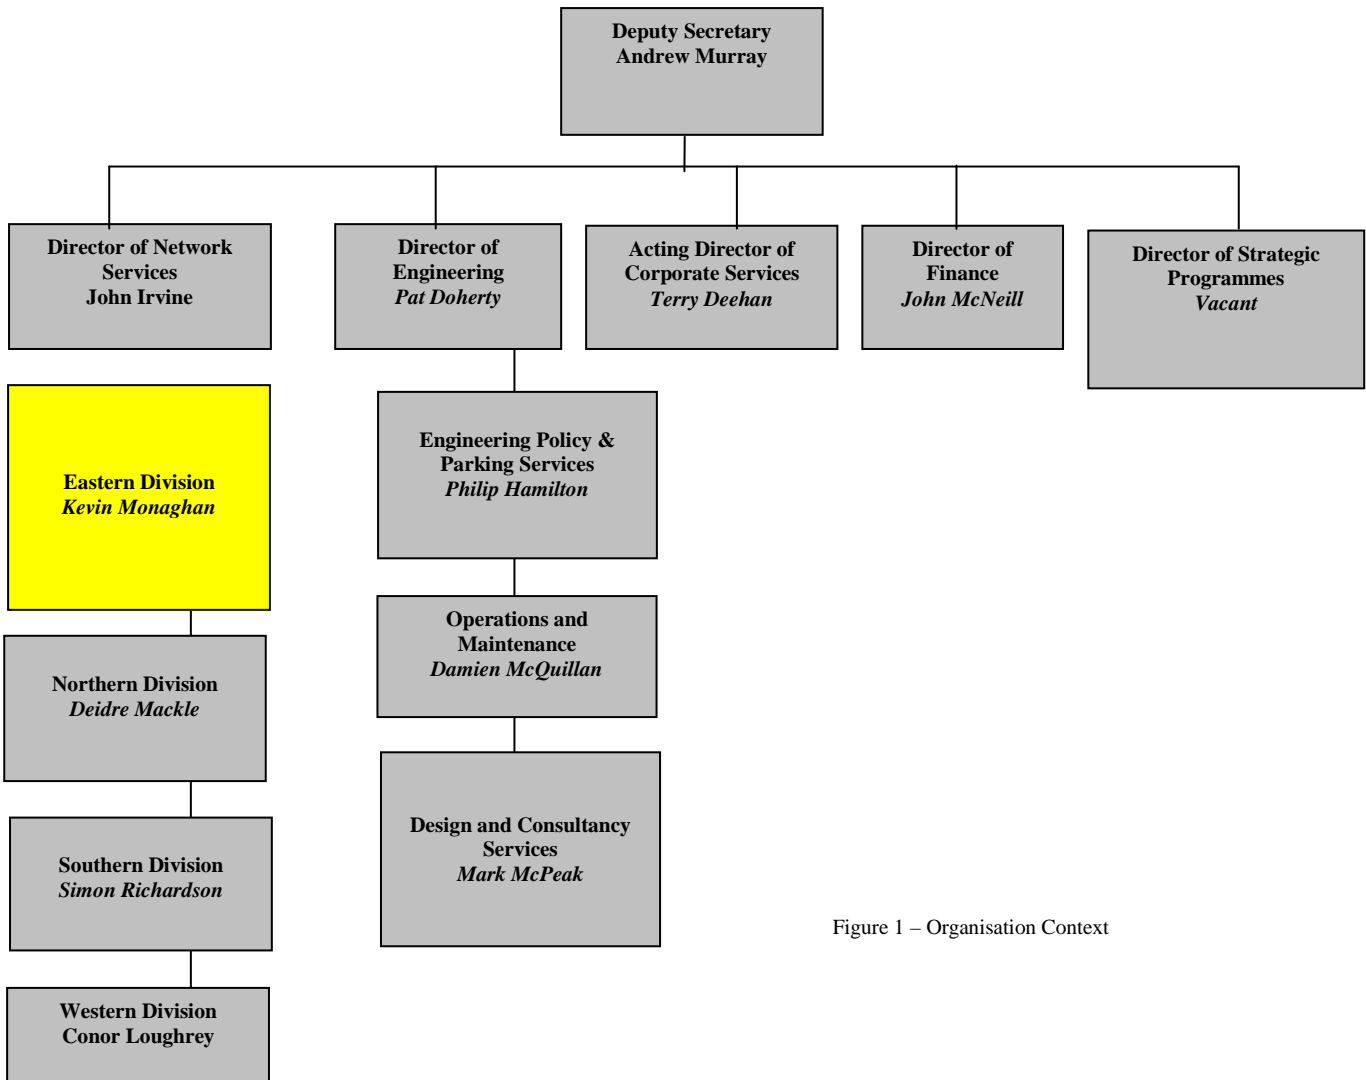 Deputy Secretary
Andrew Murray
Director of Network
Services
John Irvine
Director of
Engineering
Pat Doherty
Acting Director of
Corporate Services
Terry Deehan
Director of
Finance
John McNeill
Director of Strategic
Programmes
Vacant
Eastern Division
Kevin Monaghan
Northern Division
Deidre Mackle
Southern Division
Simon Richardson
Western Division
Conor Loughrey
Engineering Policy &
Parking Services
Philip Hamilton
Operations and
Maintenance
Damien McQuillan
Design and Consultancy
Services
Mark McPeak
Figure 1 – Organisation Context